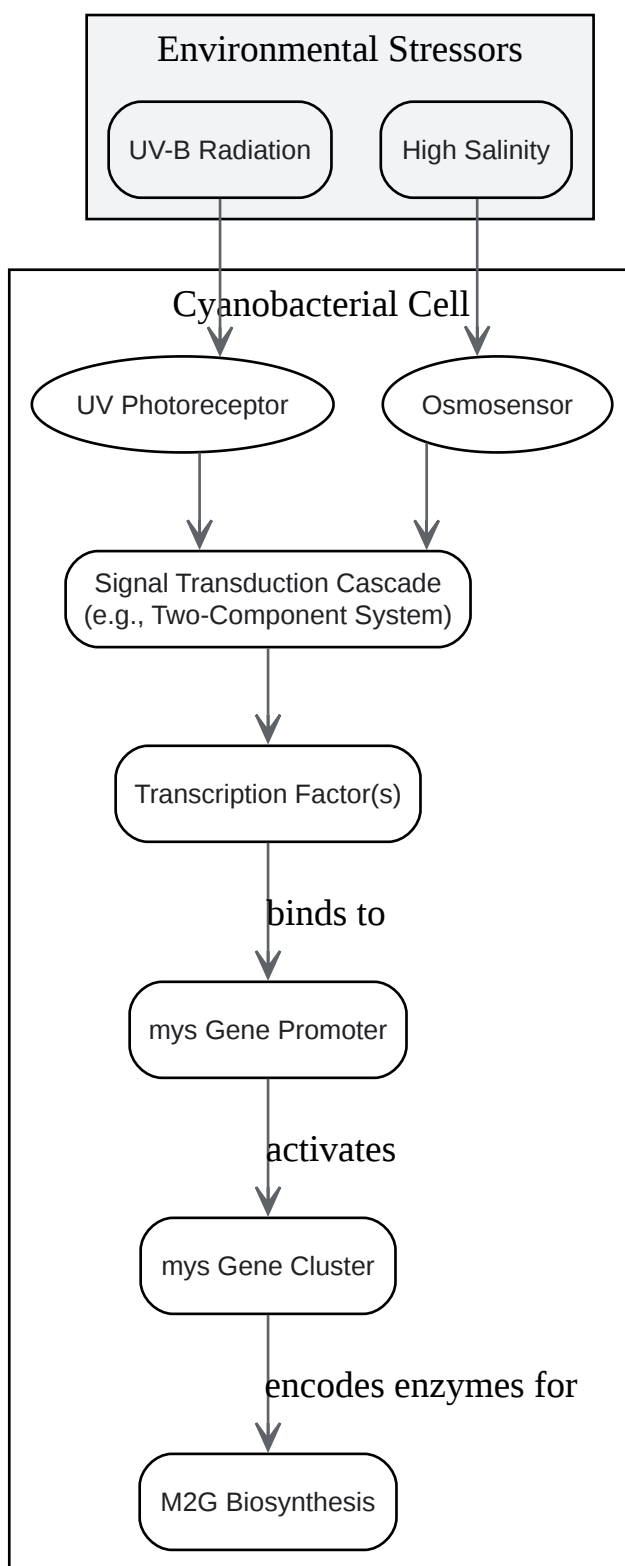 Environmental Stressors
UV-B Radiation
High Salinity
Cyanobacterial Cell
UV Photoreceptor
Osmosensor
Signal Transduction Cascade
(e.g., Two-Component System)
Transcription Factor(s)
binds to
mys Gene Promoter
activates
mys Gene Cluster
encodes enzymes for
M2G Biosynthesis